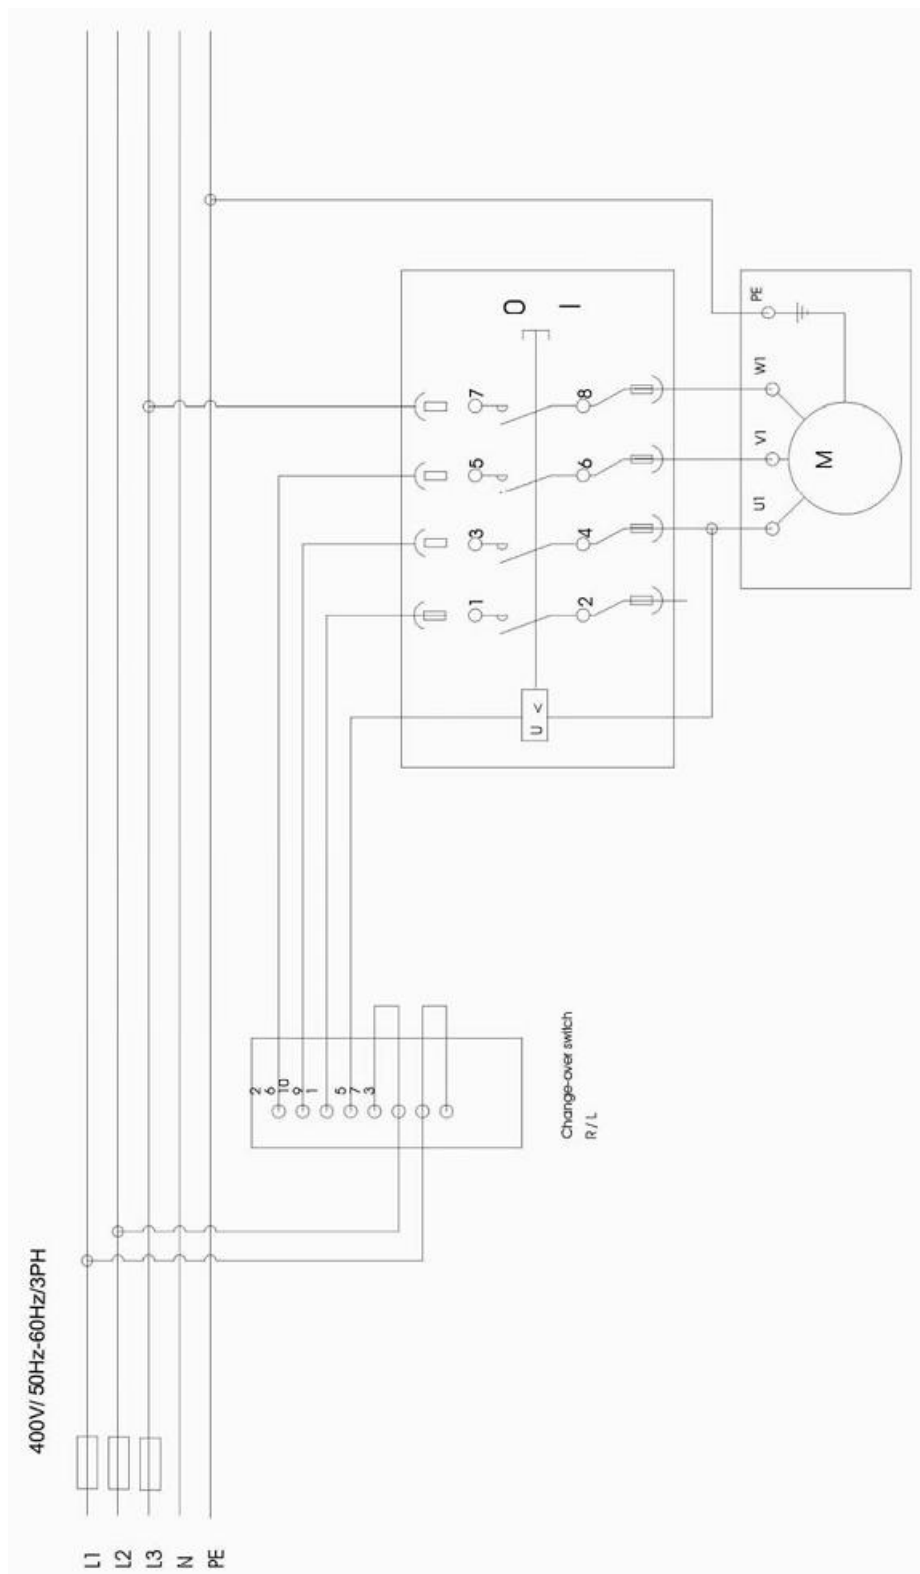 400V/ 50Hz-60Hz/3PH
L1
L2
L3
N
PE
2
6
10
9
1
5
7
3
Change-over switch
R / L
1 3 5 7
O
U <
I
2 4 6 8
U1 V1 W1 PE
M